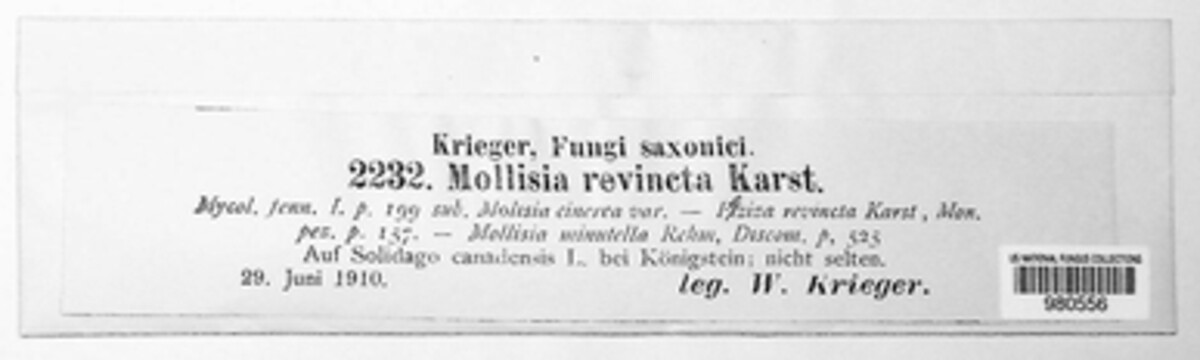 Krieger, Fungi saxonici.
2232. Mollisia revincta Karst.
Mycol. fenn. I. p. 199 sub. Molisia cinerea var. — Peziza revincta Karst, Mon.
pez. p. 157. — Mollisia minutella Rehm, Discom. p, 525
Auf Solidago canadensis L. bei Königstein; nicht selten.
29. Juni 1910.
leg. W. Krieger.
US NATIONAL FUNGUS COLLECTIONS
980556